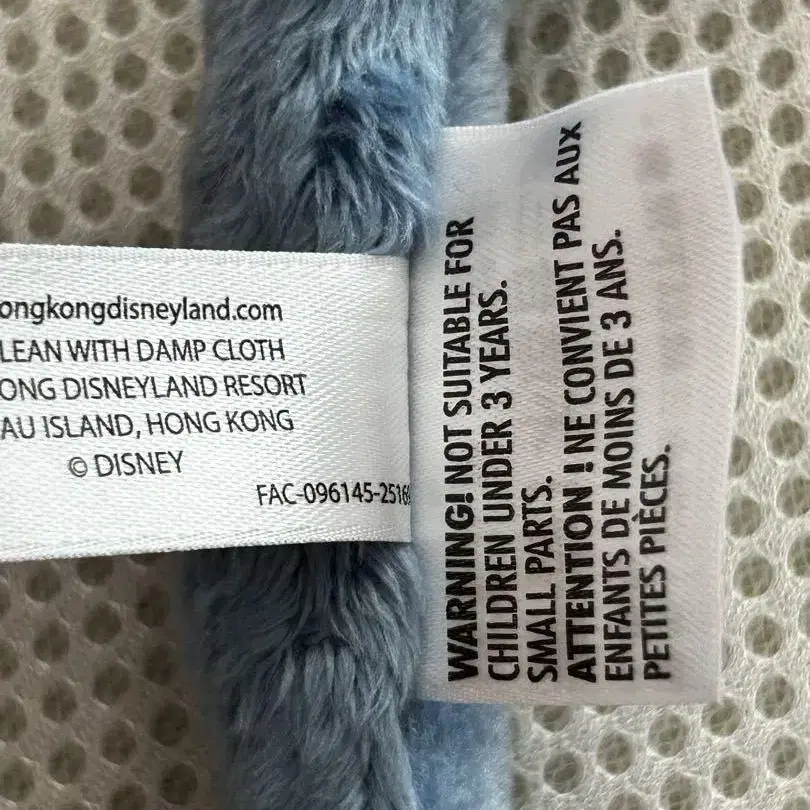 ongkongdisneyland.com
LEAN WITH DAMP CLOTH
ONG DISNEYLAND RESORT
AU ISLAND, HONG KONG
© DISNEY
FAC-096145-2516
WARNING! NOT SUITABLE FOR
CHILDREN UNDER 3 YEARS.
SMALL PARTS.
ATTENTION ! NE CONVIENT PAS AUX
ENFANTS DE MOINS DE 3 ANS.
PETITES PIÈCES.